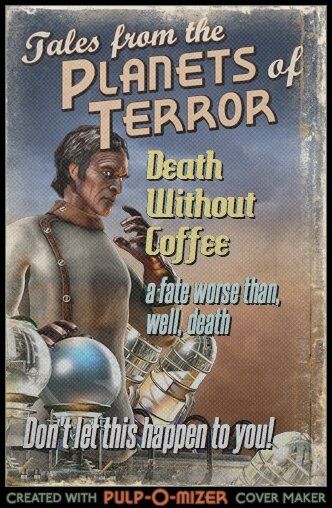 Tales from the
PLANETS of
TERROR
Death
Without
Coffee
a fate worse than,
well, death
Don't let this happen to you!
CREATED WITH PULP-O-MIZER COVER MAKER